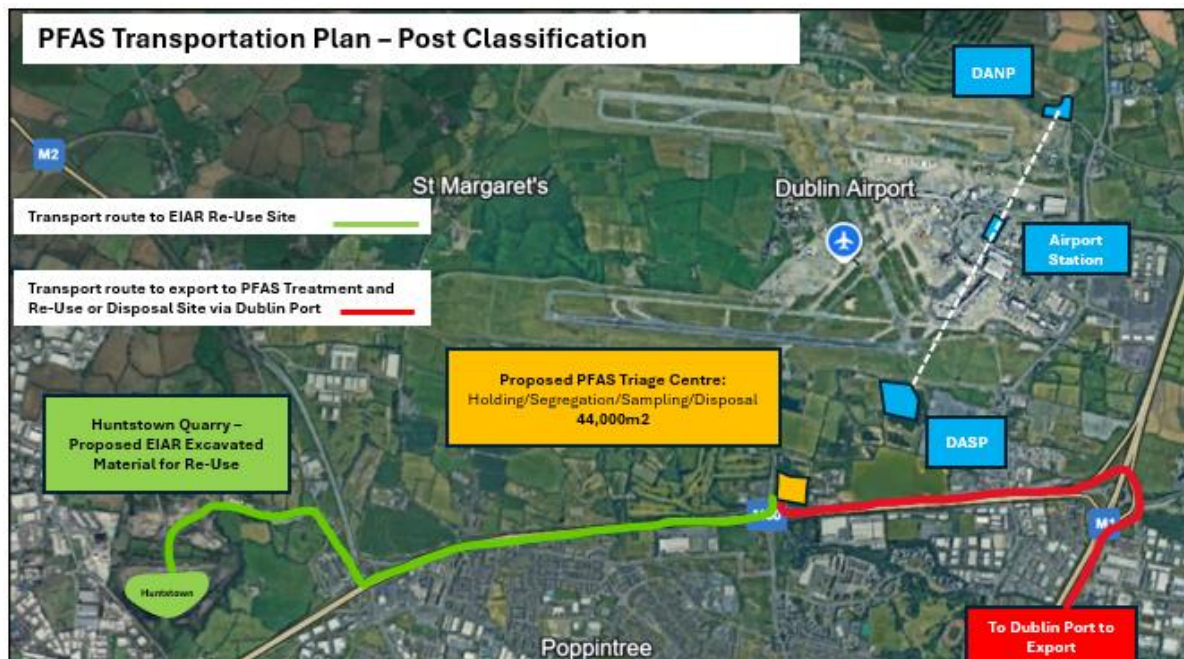 PFAS Transportation Plan – Post Classification
DANP
M2
St Margaret's
Dublin Airport
Transport route to EIAR Re-Use Site
Airport
Station
Transport route to export to PFAS Treatment and
Re-Use or Disposal Site via Dublin Port
Proposed PFAS Triage Centre:
Holding/Segregation/Sampling/Disposal
44,000m2
Huntstown Quarry –
Proposed EIAR Excavated
Material for Re-Use
DASP
M1
Huntstown
To Dublin Port to
Export
Poppintree